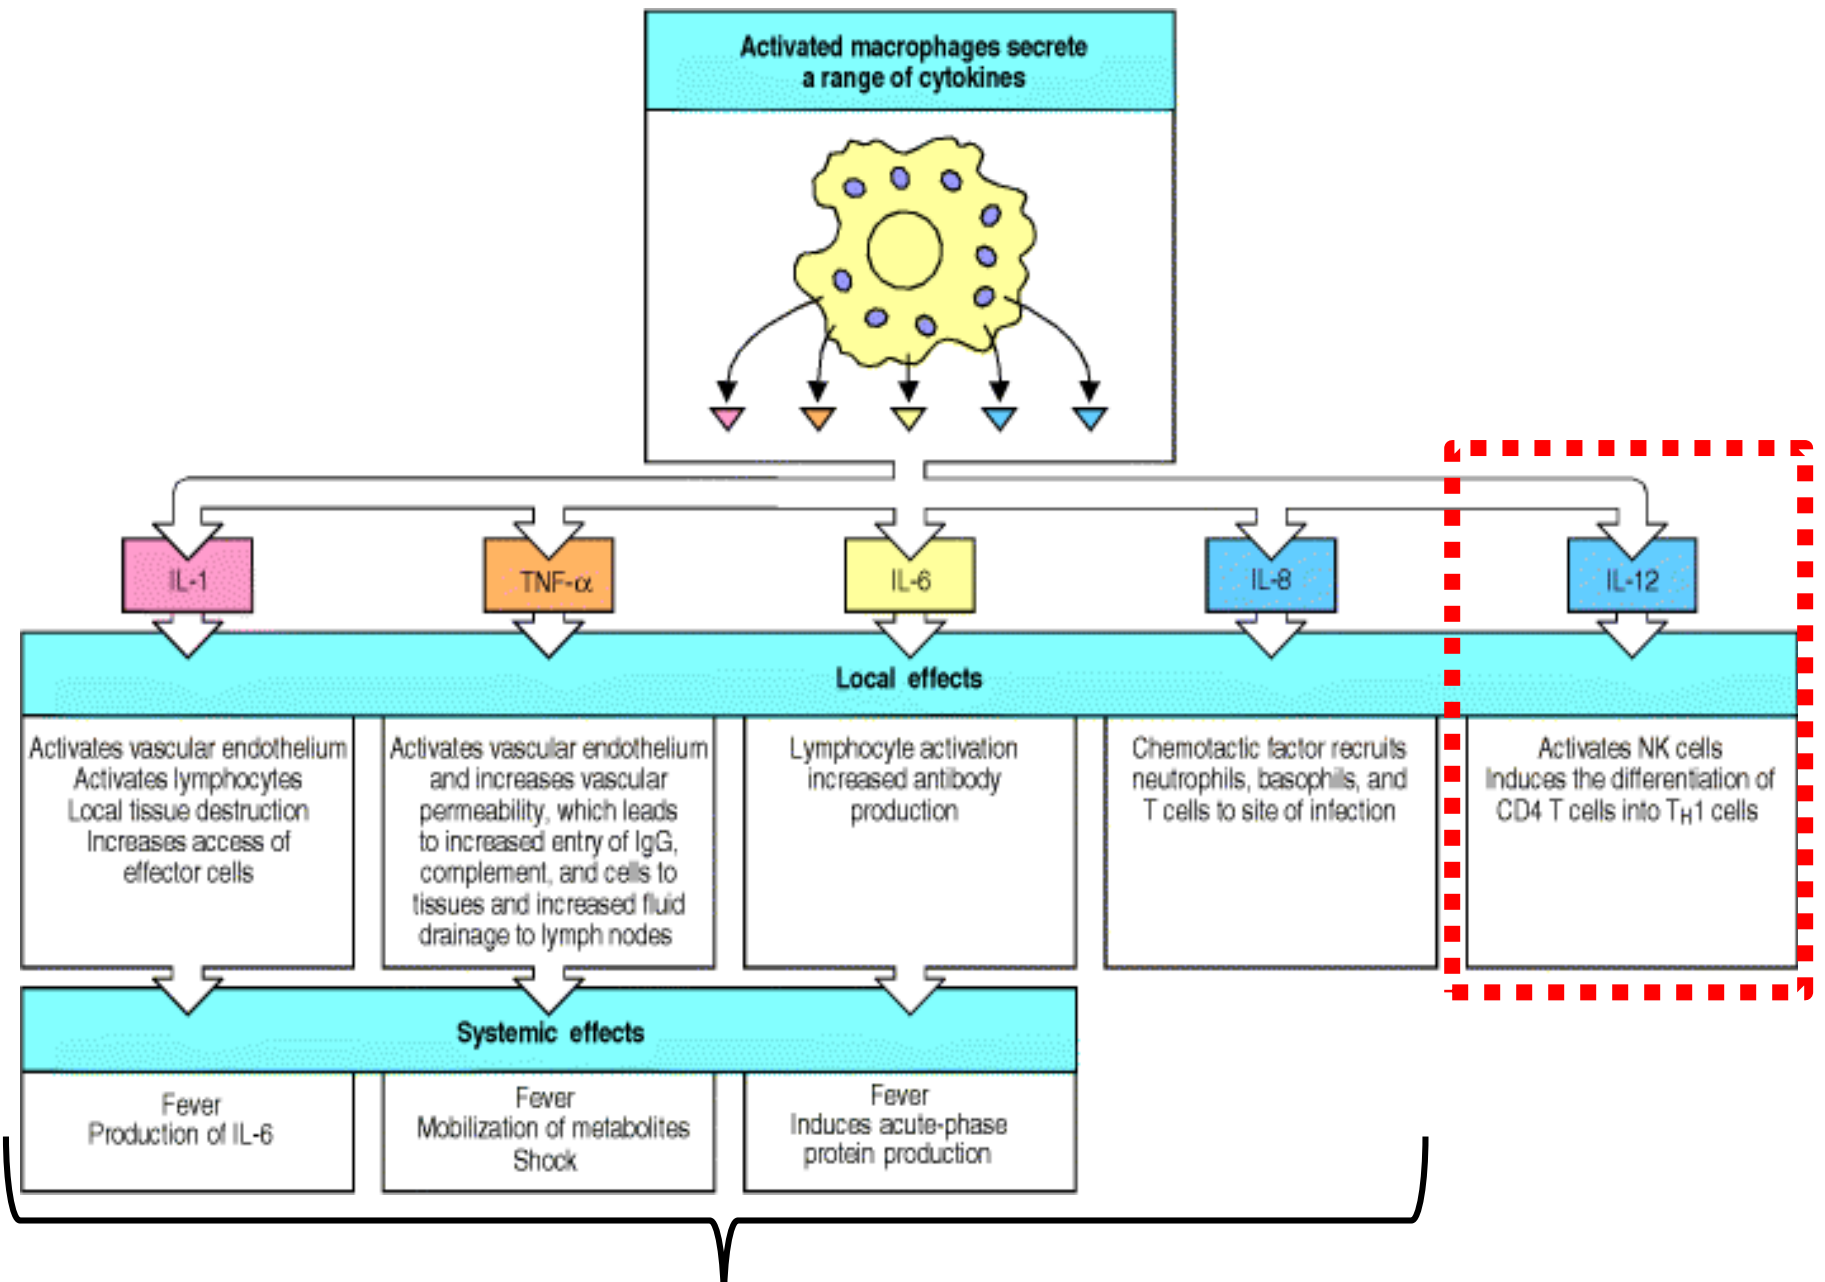 Activated macrophages secrete
a range of cytokines
IL-1
TNF-α
IL-6
IL-8
IL-12
Local effects
Activates vascular endothelium
Activates lymphocytes
Local tissue destruction
Increases access of
effector cells
Activates vascular endothelium
and increases vascular
permeability, which leads
to increased entry of IgG,
complement, and cells to
tissues and increased fluid
drainage to lymph nodes
Lymphocyte activation
increased antibody
production
Chemotactic factor recruits
neutrophils, basophils, and
T cells to site of infection
Activates NK cells
Induces the differentiation of
CD4 T cells into TH1 cells
Systemic effects
Fever
Production of IL-6
Fever
Mobilization of metabolites
Shock
Fever
Induces acute-phase
protein production